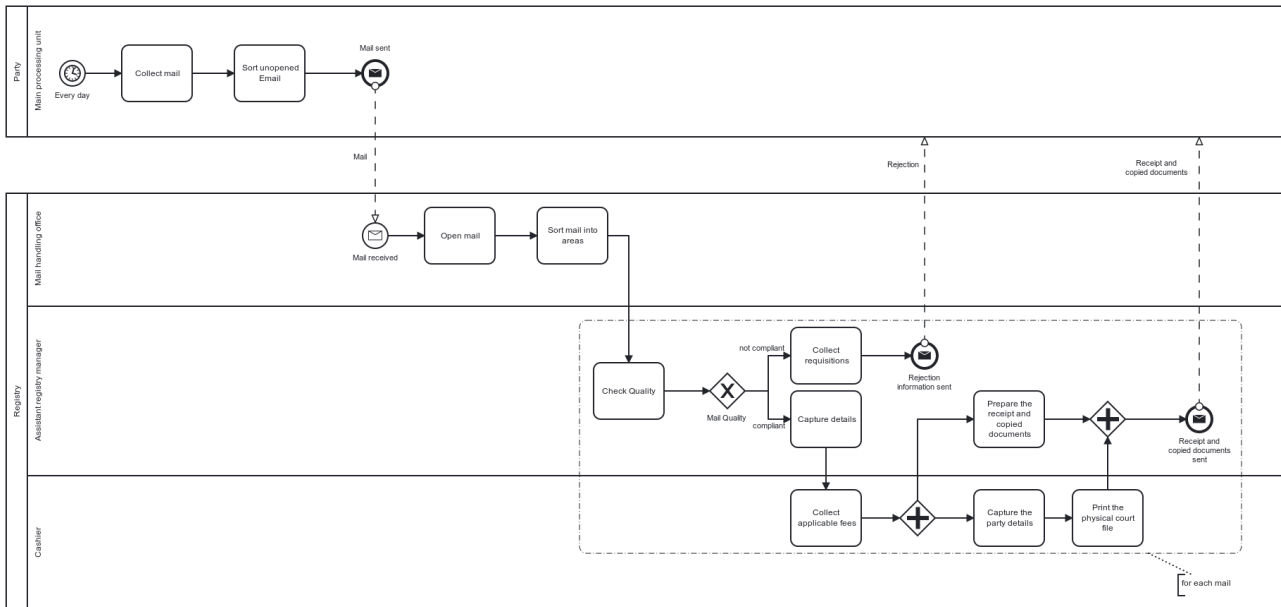 Party
Main processing unit
Every day
Collect mail
Sort unopened
Email
Mail sent
Mail
Rejection
Receipt and
copied documents
Registry
Mail handling office
Mail received
Open mail
Sort mail into
areas
Assistant registry manager
Check Quality
Mail Quality
not compliant
compliant
Collect
requisitions
Rejection
information sent
Capture details
Prepare the
receipt and
copied
documents
Receipt and
copied documents
sent
Cashier
Collect
applicable fees
Capture the
party details
Print the
physical court
file
for each mail